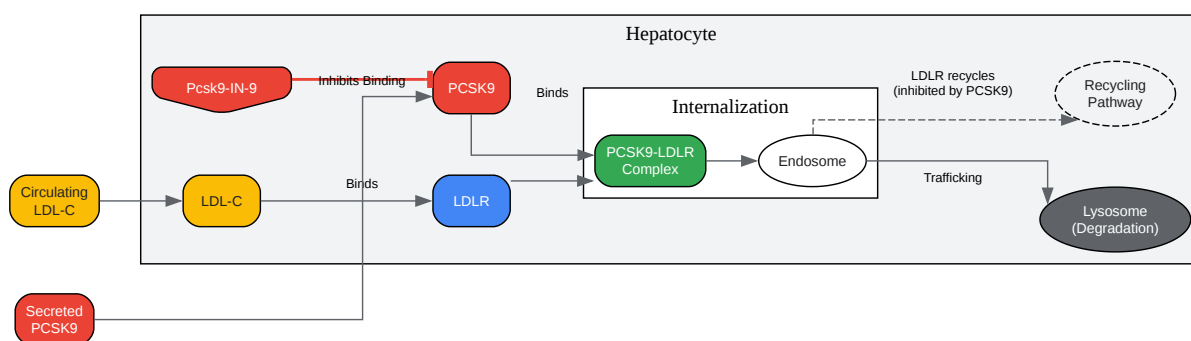 Hepatocyte
Pcsk9-IN-9
Inhibits Binding
PCSK9
Binds
LDLR recycles
(inhibited by PCSK9)
Recycling
Pathway
Internalization
PCSK9-LDLR
Complex
Endosome
Trafficking
Circulating
LDL-C
LDL-C
Binds
LDLR
Lysosome
(Degradation)
Secreted
PCSK9